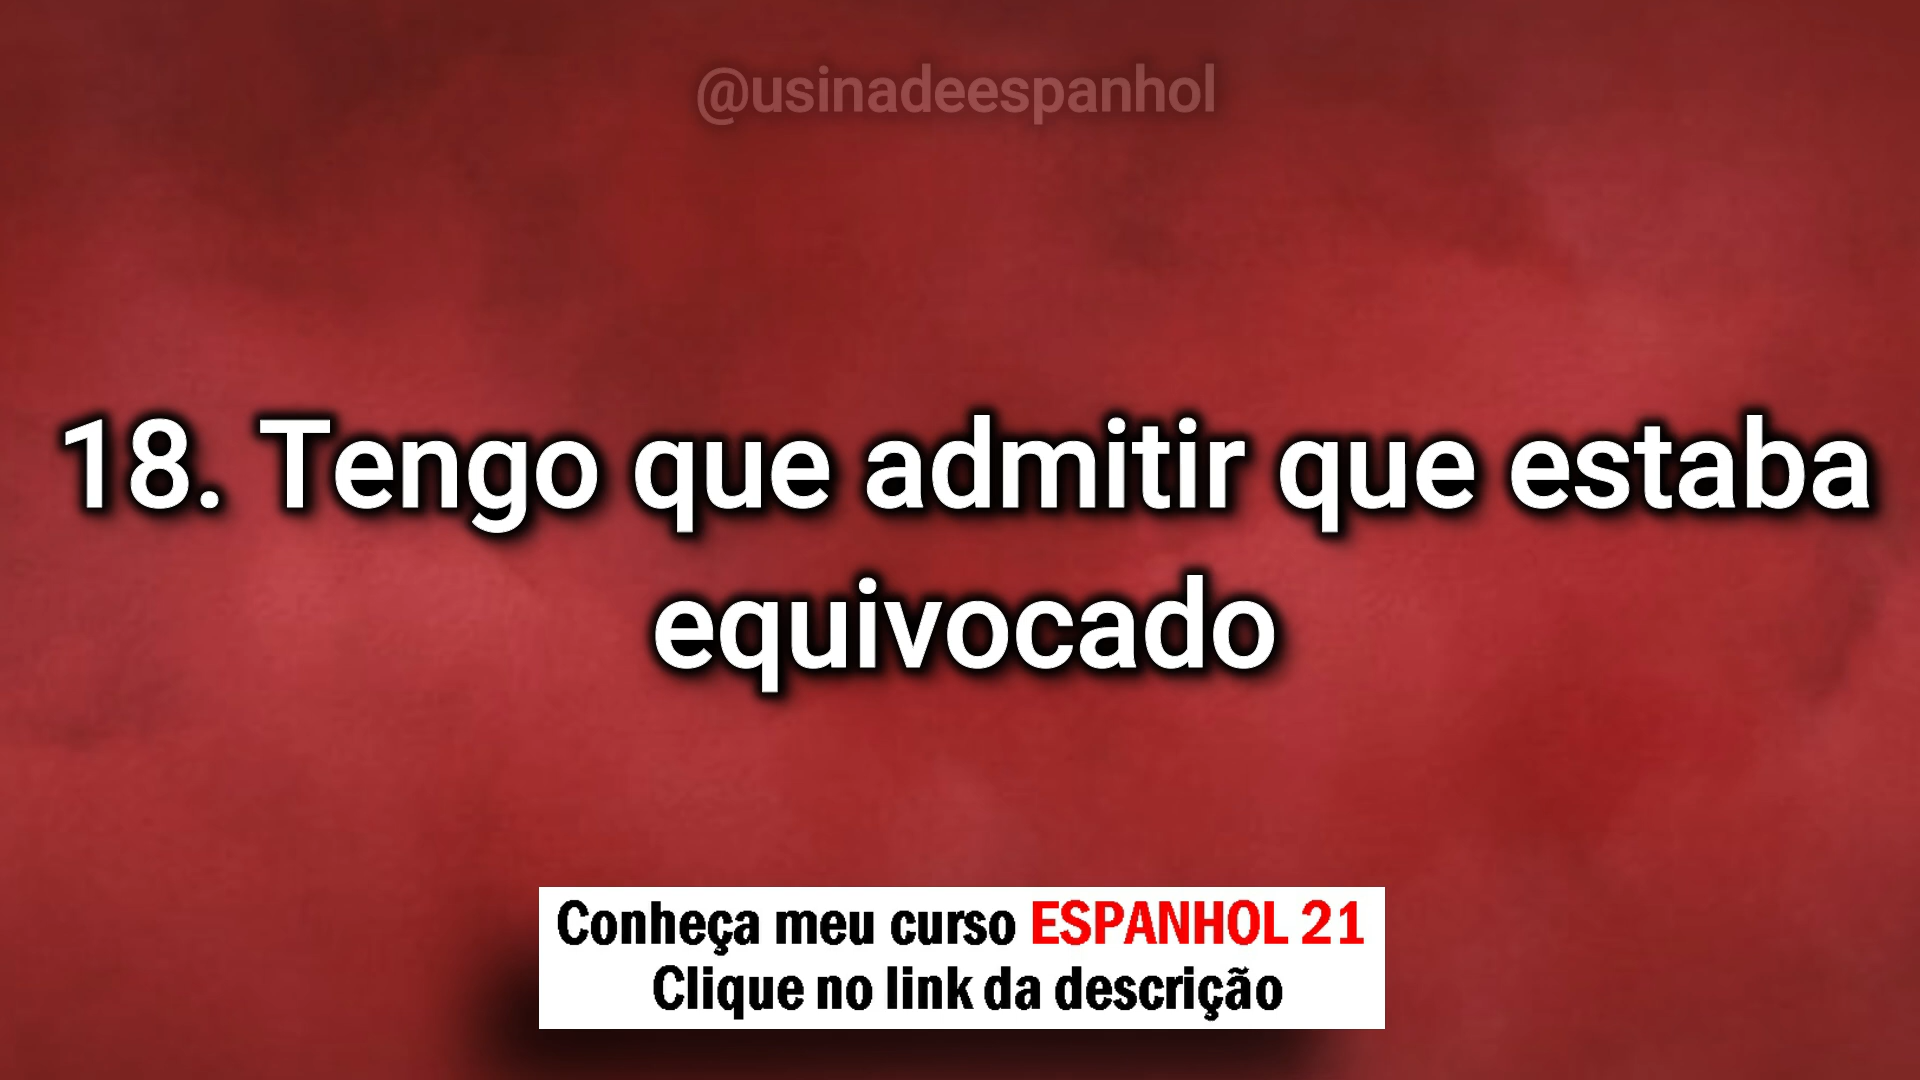 @usinadeespanhol
18. Tengo que admitir que estaba
equivocado
Conheça meu curso ESPANHOL 21
Clique no link da descrição